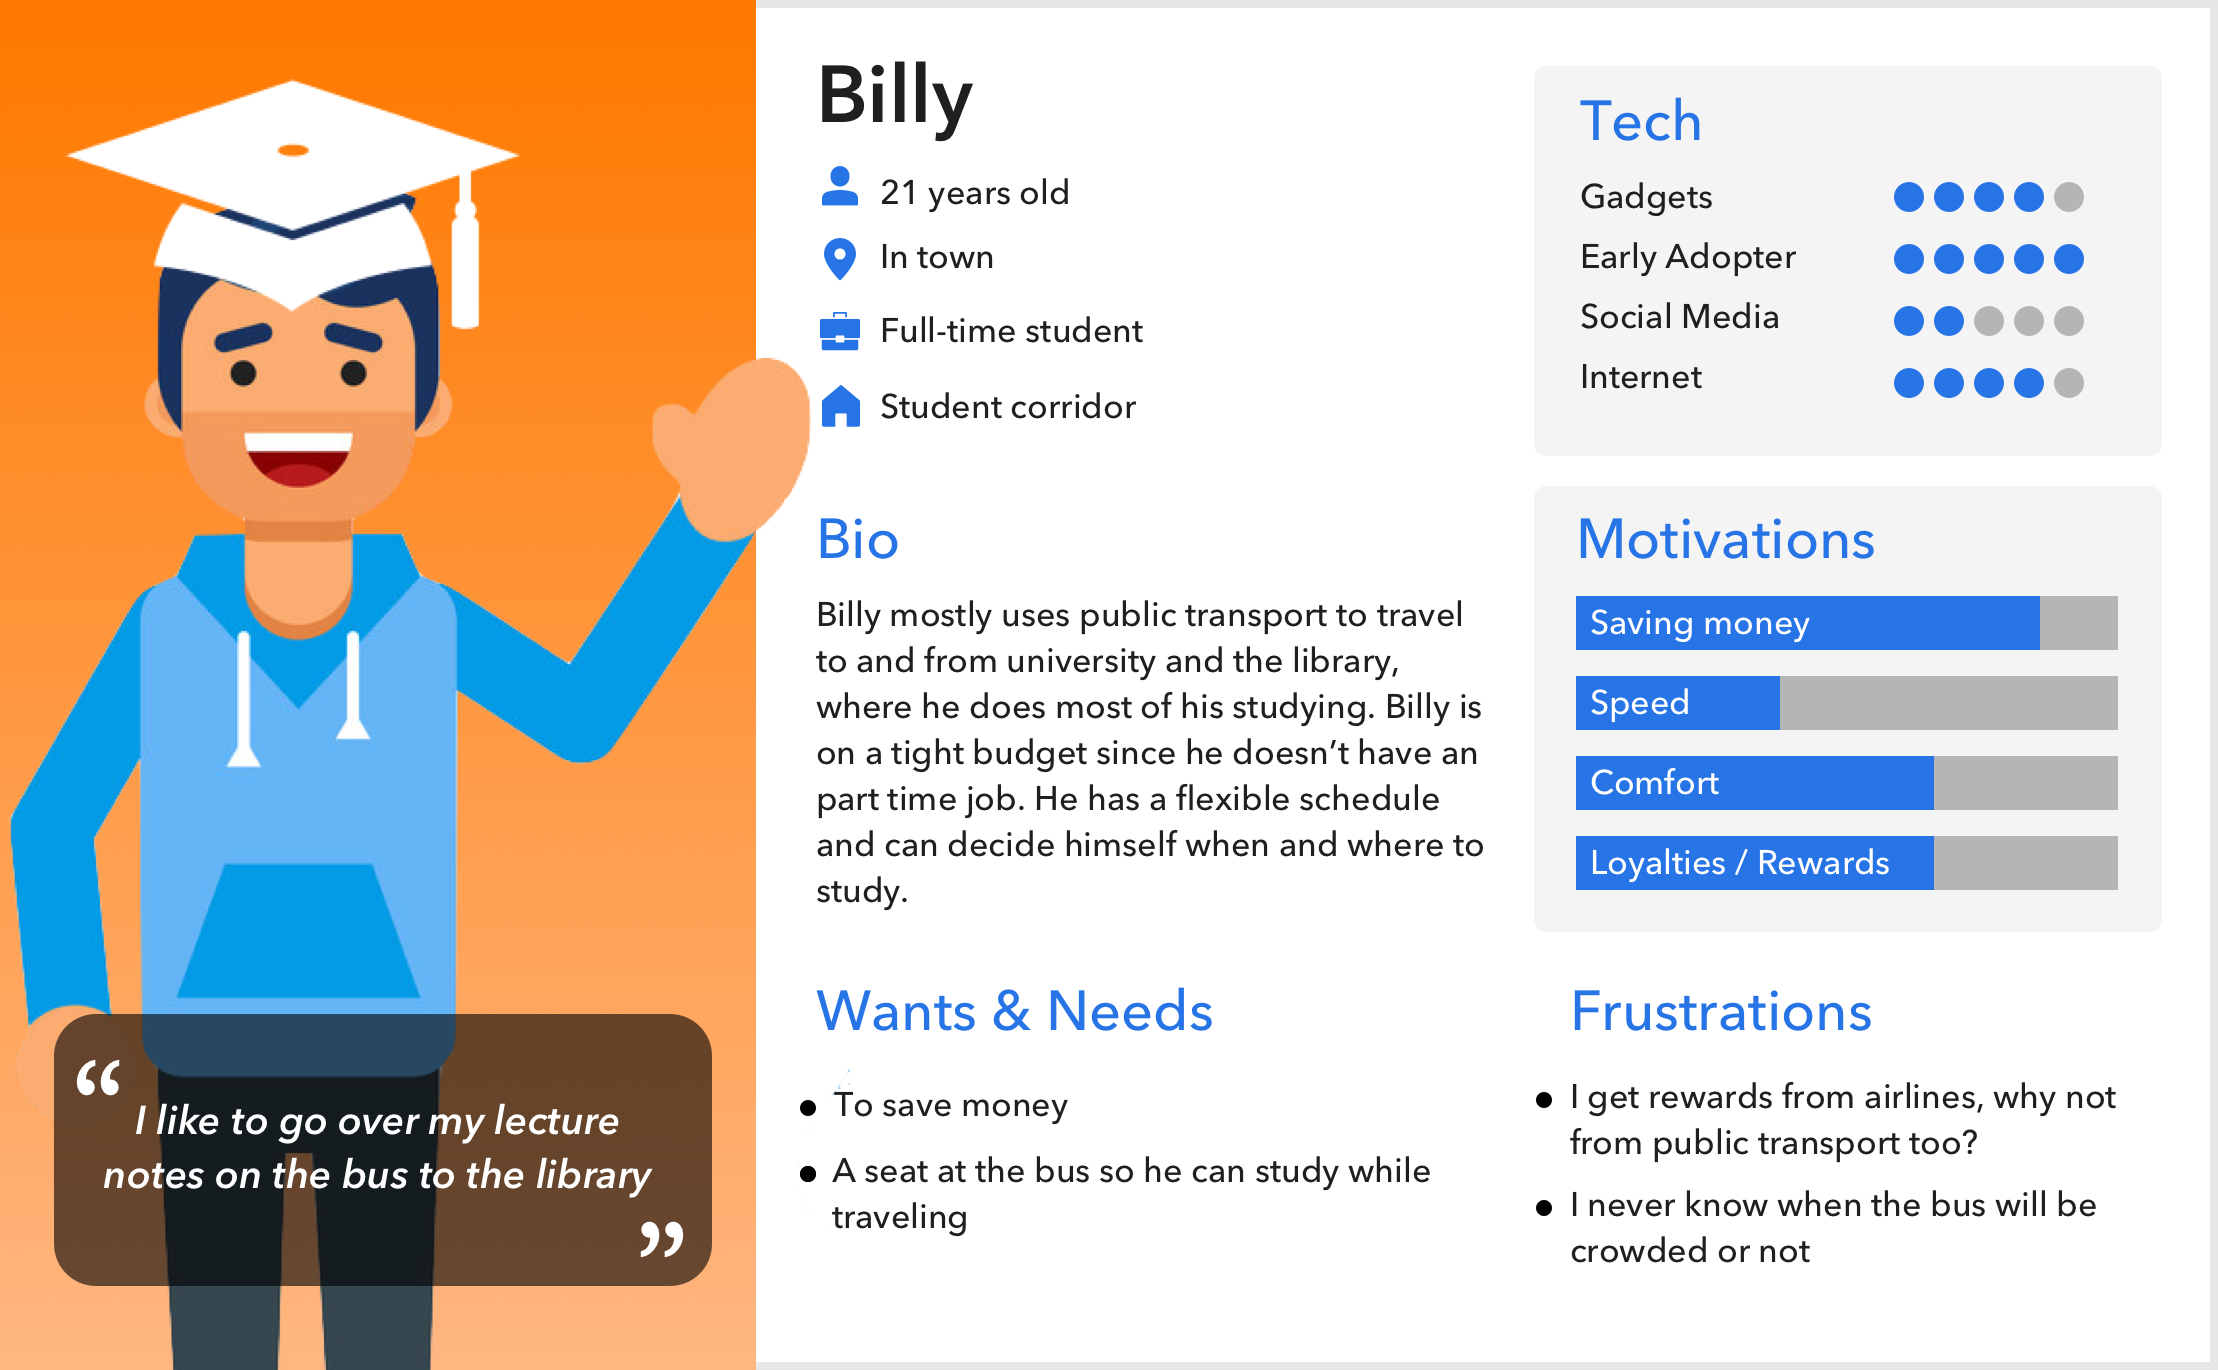 Billy
21 years old
In town
Full-time student
Student corridor
Bio
Billy mostly uses public transport to travel
to and from university and the library,
where he does most of his studying. Billy is
on a tight budget since he doesn’t have an
part time job. He has a flexible schedule
and can decide himself when and where to
study.
Wants & Needs
To save money
A seat at the bus so he can study while
traveling
Tech
Gadgets
Early Adopter
Social Media
Internet
Motivations
Saving money
Speed
Comfort
Loyalties / Rewards
Frustrations
I get rewards from airlines, why not
from public transport too?
I never know when the bus will be
crowded or not
“
I like to go over my lecture
notes on the bus to the library
”